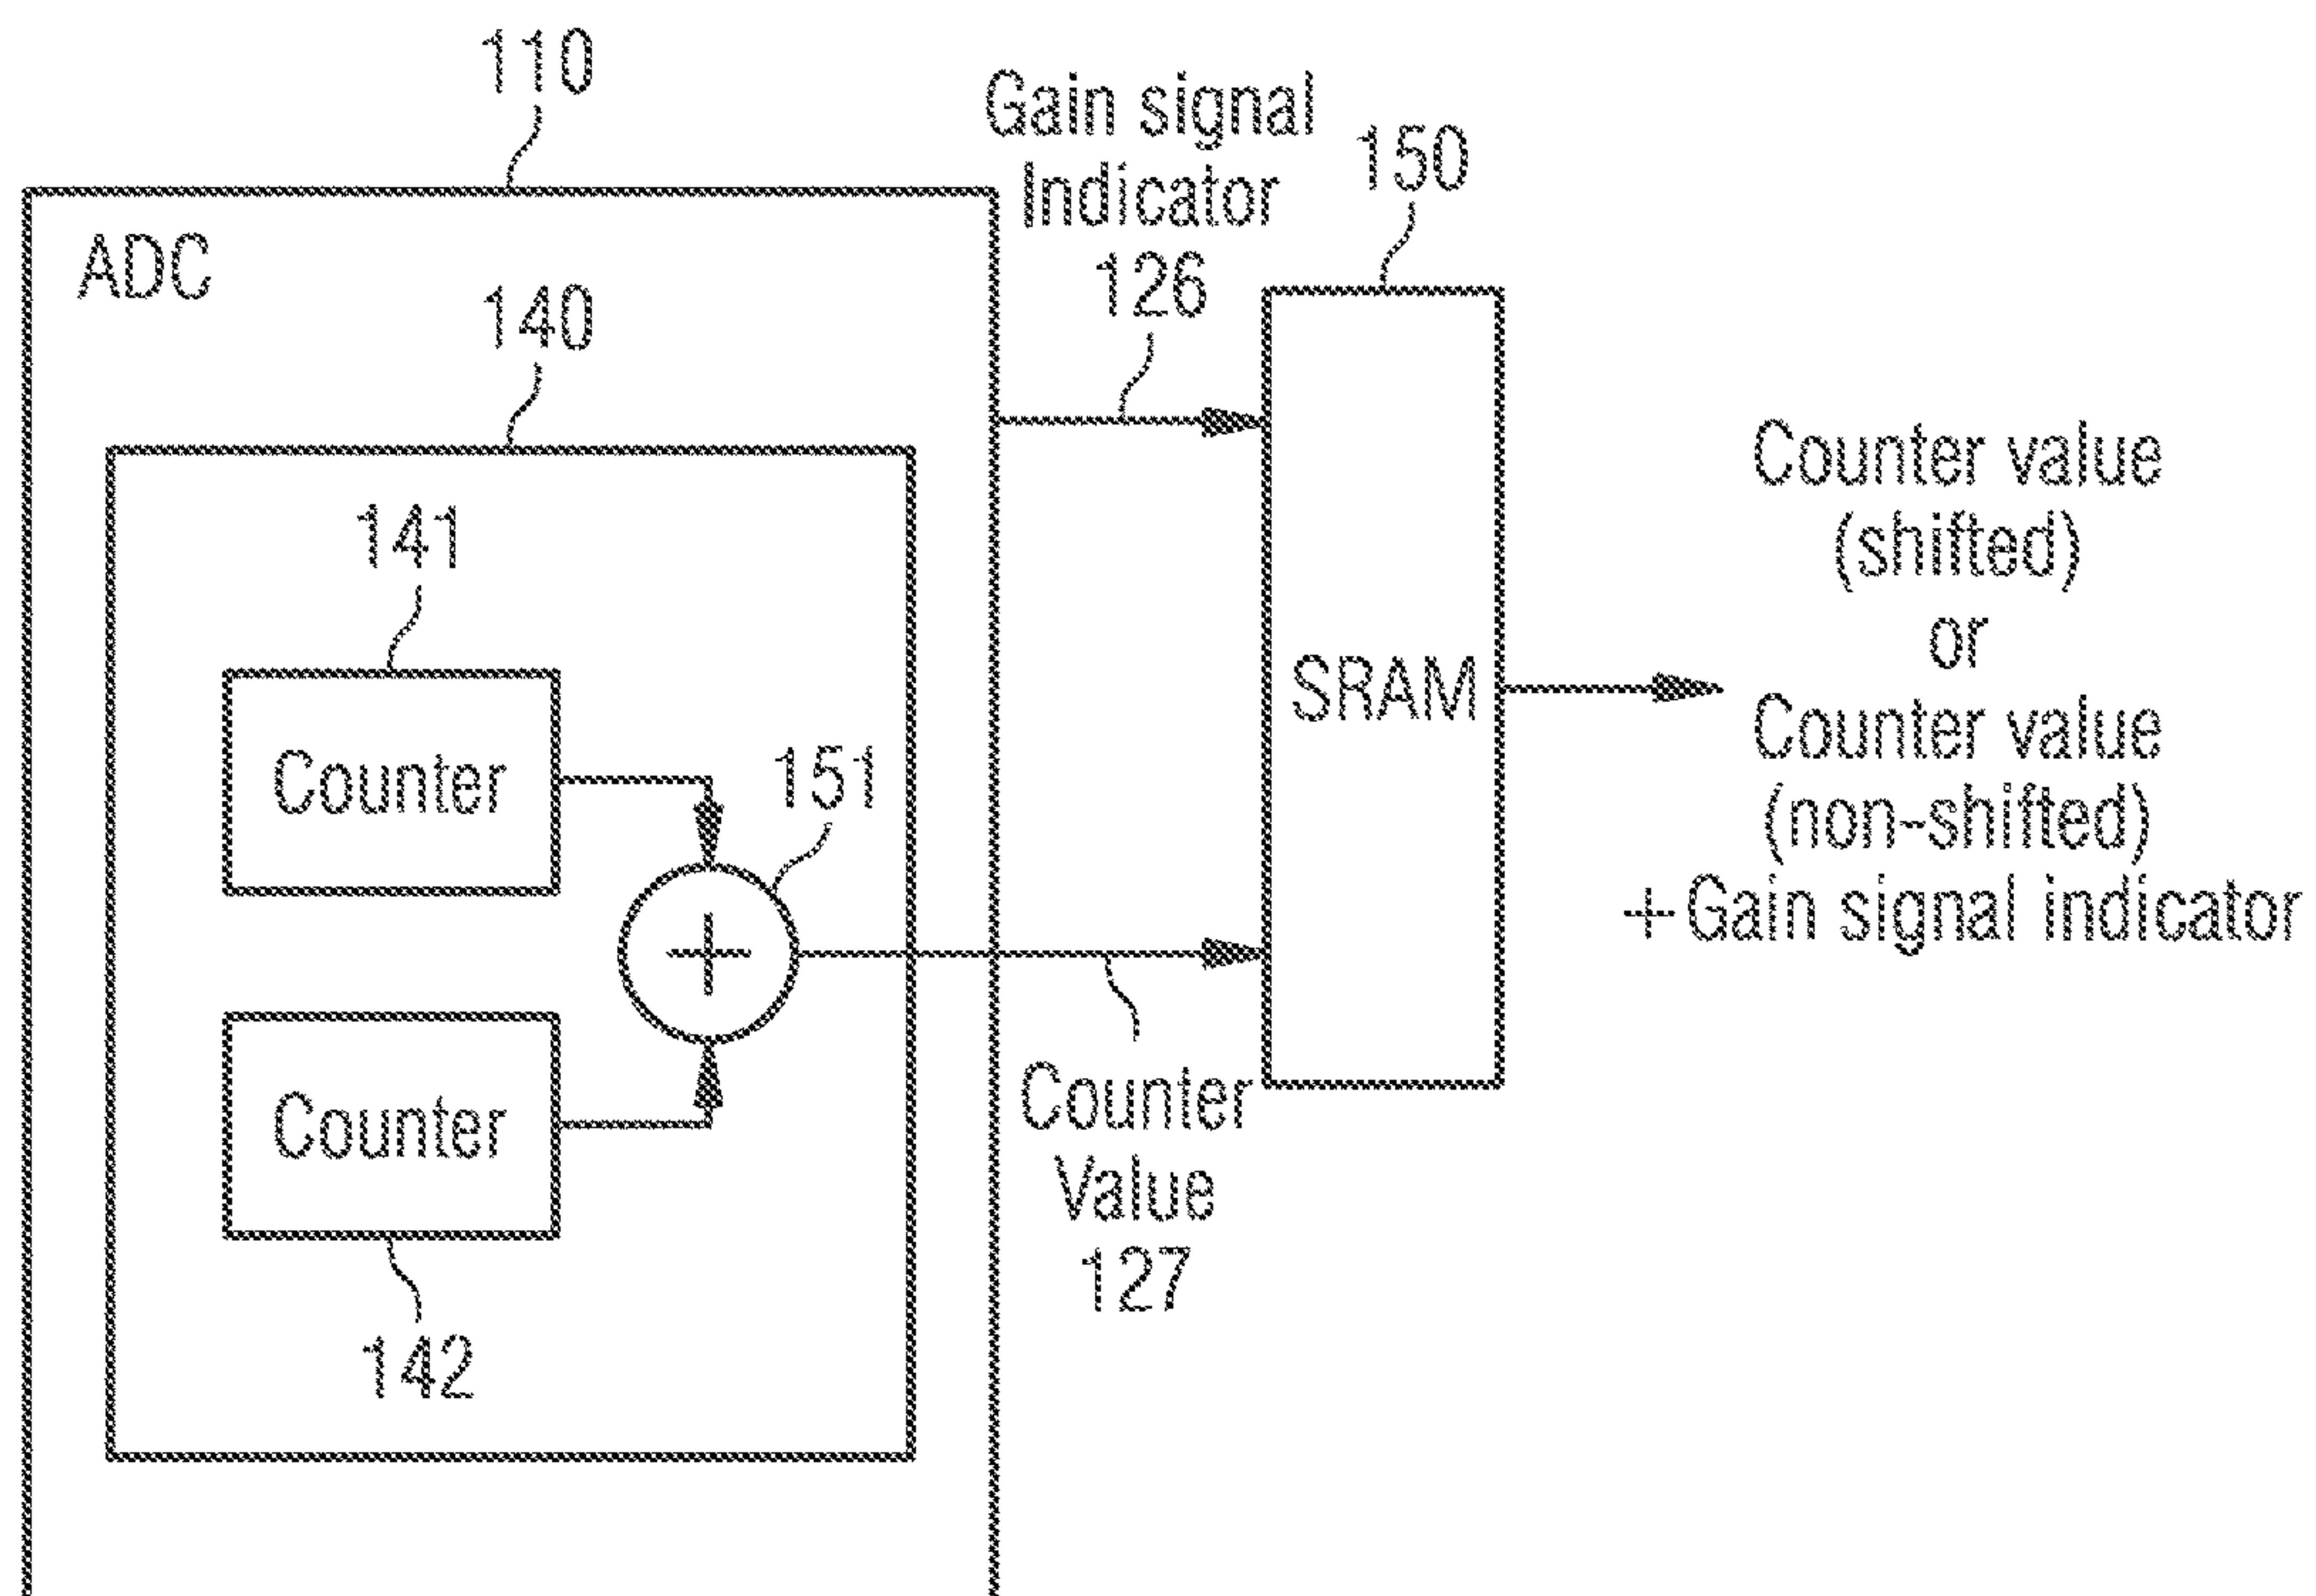 110
Gain signal
Indicator
126
150
ADC
140
141
Counter
151
Counter
142
SRAM
Counter
Value
127
Counter value
(shifted)
or
Counter value
(non-shifted)
+Gain signal indicator